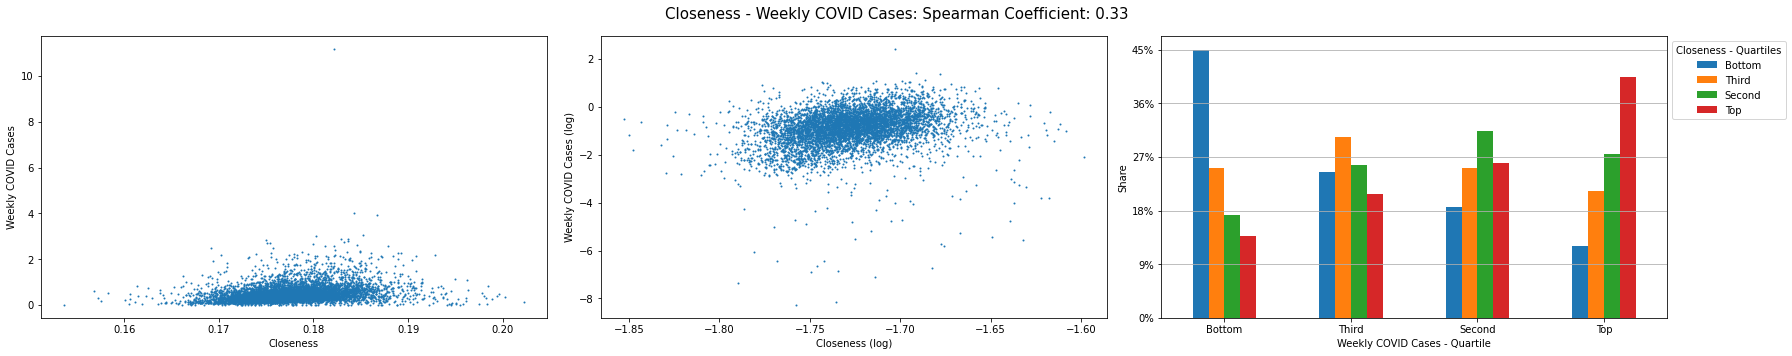 Closeness - Weekly COVID Cases: Spearman Coefficient: 0.33
Weekly COVID Cases
10
8
6
4
2
0
0.16 0.17 0.18 0.19 0.20
Closeness
Weekly COVID Cases (log)
2
0
−2
−4
−6
−8
−1.85 −1.80 −1.75 −1.70 −1.65 −1.60
Closeness (log)
Share
45%
36%
27%
18%
9%
0%
Bottom Third Second Top
Weekly COVID Cases - Quartile
Closeness - Quartiles
Bottom
Third
Second
Top